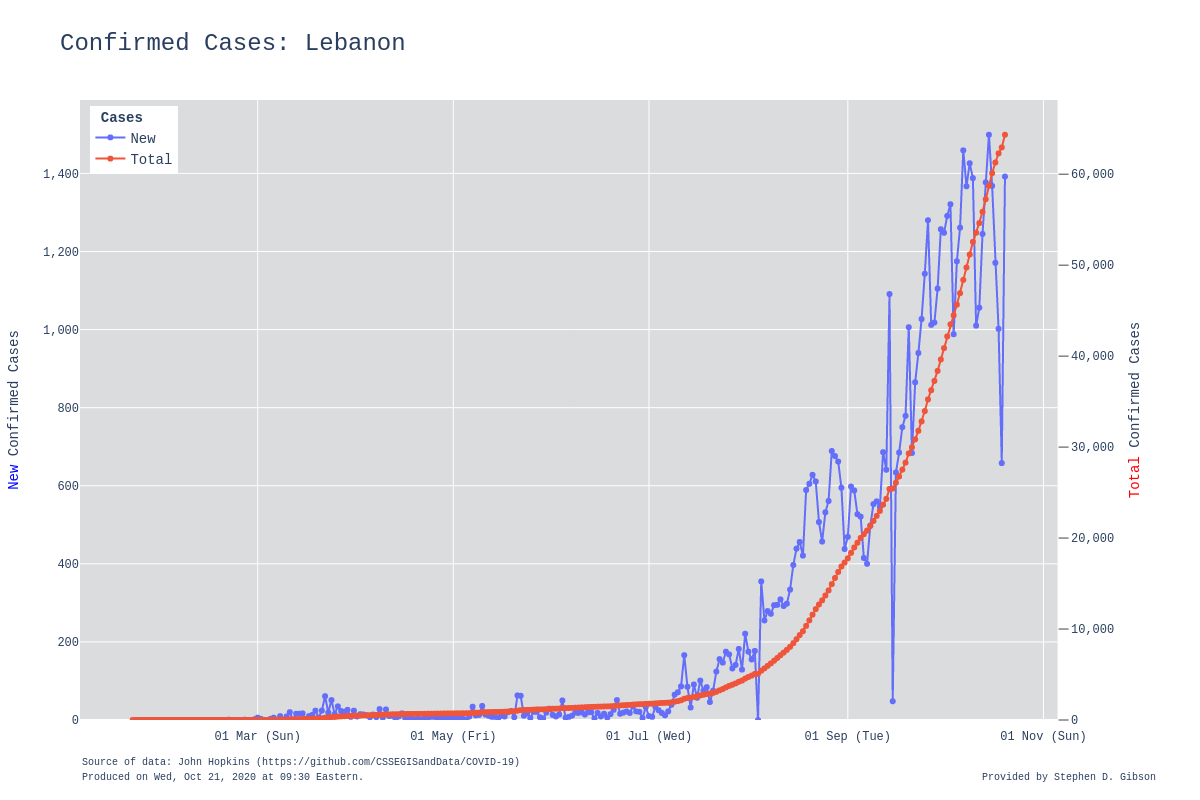 Confirmed Cases: Lebanon
Cases
New
Total
1,400
1,200
1,000
800
600
400
200
0
60,000
50,000
40,000
30,000
20,000
10,000
0
New Confirmed Cases
Total Confirmed Cases
01 Mar (Sun)
01 May (Fri)
01 Jul (Wed)
01 Sep (Tue)
01 Nov (Sun)
Source of data: John Hopkins (https://github.com/CSSEGISandData/COVID-19)
Produced on Wed, Oct 21, 2020 at 09:30 Eastern.
Provided by Stephen D. Gibson